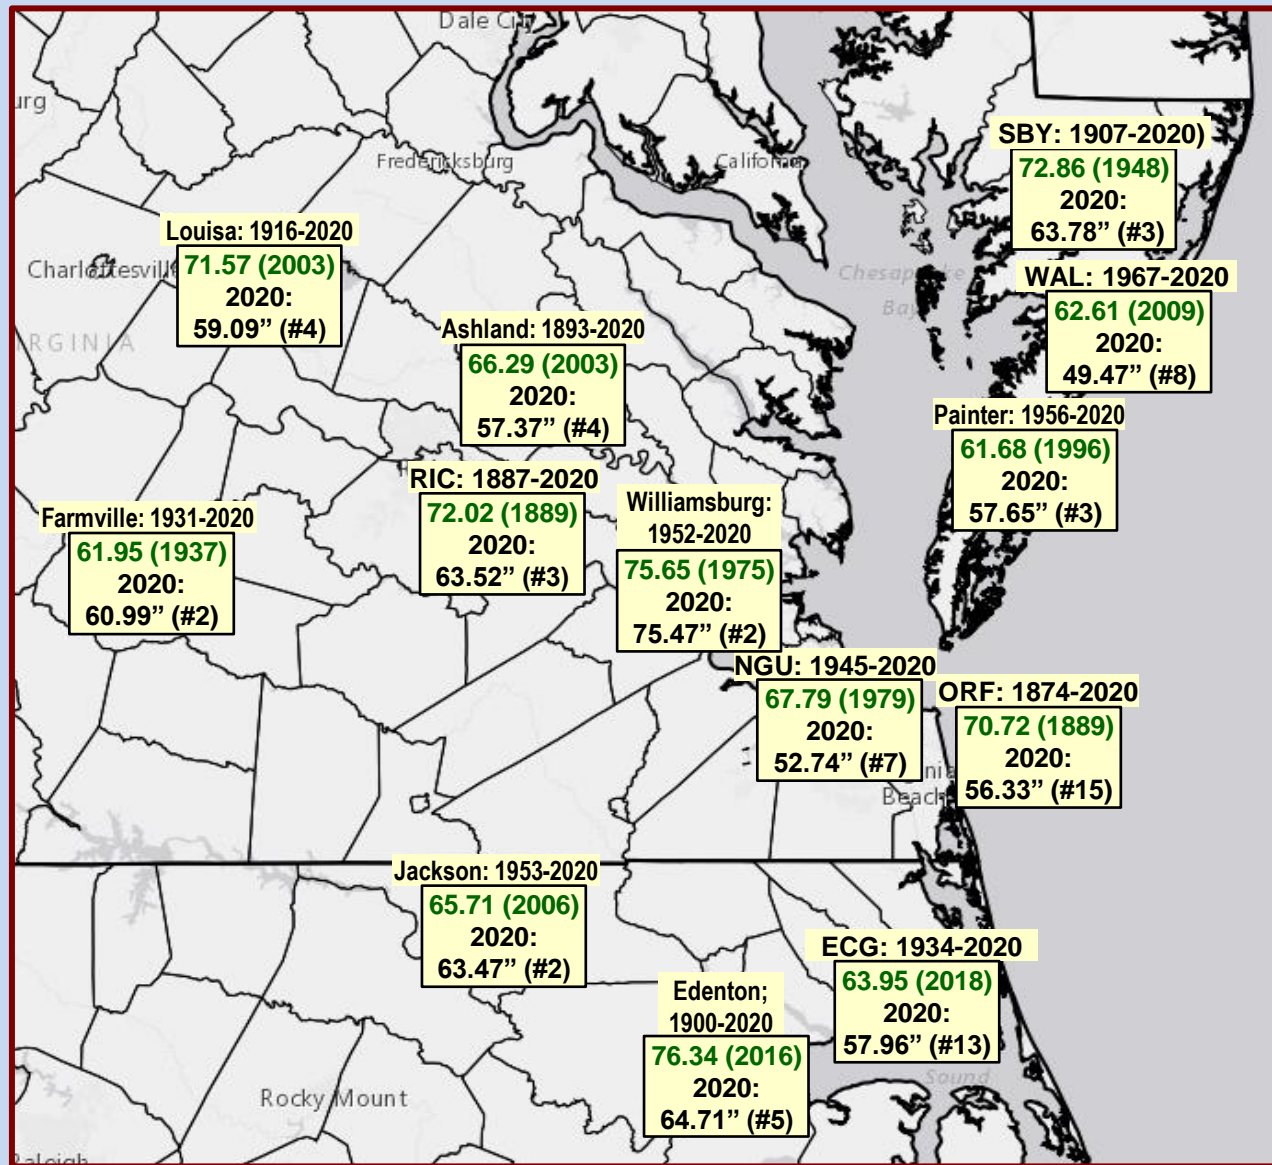 Dale City
urg
Fredericksburg
California
SBY: 1907-2020)
72.86 (1948)
2020:
63.78” (#3)
Louisa: 1916-2020
71.57 (2003)
2020:
59.09” (#4)
Chesapeake
Bay
WAL: 1967-2020
62.61 (2009)
2020:
49.47” (#8)
IRGINIA
Ashland: 1893-2020
66.29 (2003)
2020:
57.37” (#4)
Painter: 1956-2020
61.68 (1996)
2020:
57.65” (#3)
RIC: 1887-2020
72.02 (1889)
2020:
63.52” (#3)
Williamsburg:
1952-2020
75.65 (1975)
2020:
75.47” (#2)
Farmville: 1931-2020
61.95 (1937)
2020:
60.99” (#2)
NGU: 1945-2020
67.79 (1979)
2020:
52.74” (#7)
ORF: 1874-2020
70.72 (1889)
2020:
56.33” (#15)
nia
Beach
Jackson: 1953-2020
65.71 (2006)
2020:
63.47” (#2)
ECG: 1934-2020
63.95 (2018)
2020:
57.96” (#13)
Edenton;
1900-2020
76.34 (2016)
2020:
64.71” (#5)
Sound
Rocky Mount
Raleigh